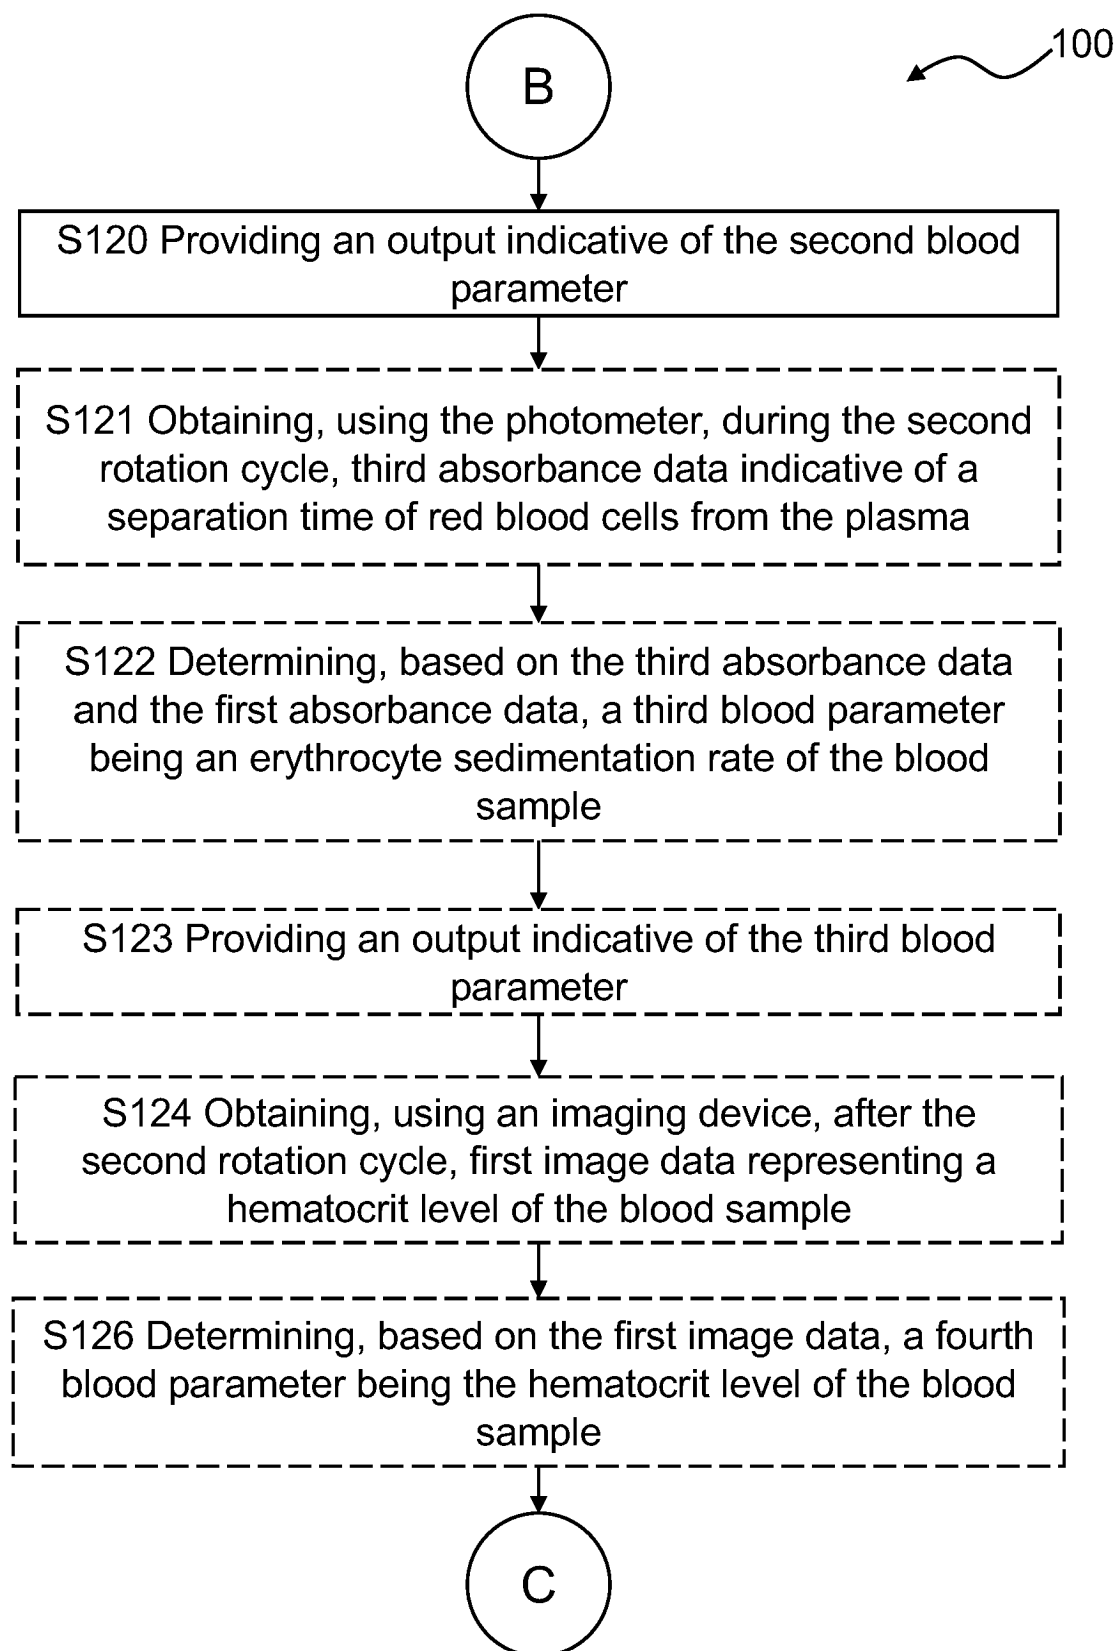 100
B
S120 Providing an output indicative of the second blood
parameter
S121 Obtaining, using the photometer, during the second
rotation cycle, third absorbance data indicative of a
separation time of red blood cells from the plasma
S122 Determining, based on the third absorbance data
and the first absorbance data, a third blood parameter
being an erythrocyte sedimentation rate of the blood
sample
S123 Providing an output indicative of the third blood
parameter
S124 Obtaining, using an imaging device, after the
second rotation cycle, first image data representing a
hematocrit level of the blood sample
S126 Determining, based on the first image data, a fourth
blood parameter being the hematocrit level of the blood
sample
C